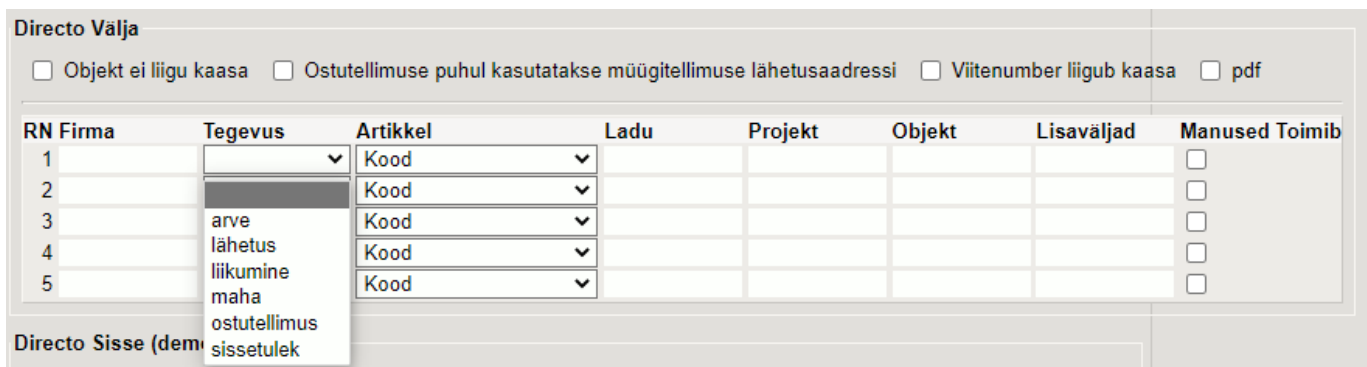 Directo Välja
Objekt ei liigu kaasa Ostutellimuse puhul kasutatakse müügitellimuse lähetusaadressi Viitenumber liigub kaasa pdf
RN Firma Tegevus Artikkel Ladu Projekt Objekt Lisaväljad Manused Toimib
1 Kood
2 Kood
3 arve Kood
4 lähetus Kood
liikumine
5 maha Kood
ostutellimus
Directo Sisse sissetulek